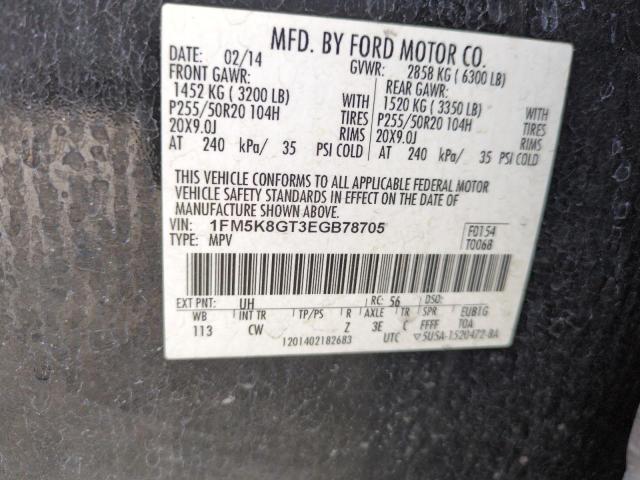 MFD. BY FORD MOTOR CO.
DATE: 02/14 GVWR: 2858 KG ( 6300 LB)
FRONT GAWR: REAR GAWR:
1452 KG ( 3200 LB) WITH 1520 KG ( 3350 LB) WITH
P255/50R20 104H TIRES P255/50R20 104H TIRES
20X9.0J RIMS 20X9.0J RIMS
AT 240 kPa/ 35 PSI COLD AT 240 kPa/ 35 PSI COLD
THIS VEHICLE CONFORMS TO ALL APPLICABLE FEDERAL MOTOR
VEHICLE SAFETY STANDARDS IN EFFECT ON THE DATE OF
MANUFACTURE SHOWN ABOVE.
VIN: 1FM5K8GT3EGB78705 F0154
TYPE: MPV T0068
EXT PNT: UH RC: 56 DSO:
WB INT TR TP/PS R AXLE TR SPR EUB1G
113 CW Z 3E C FFFF T0A
1201402182683 UTC ▽5USA-1520472-BA